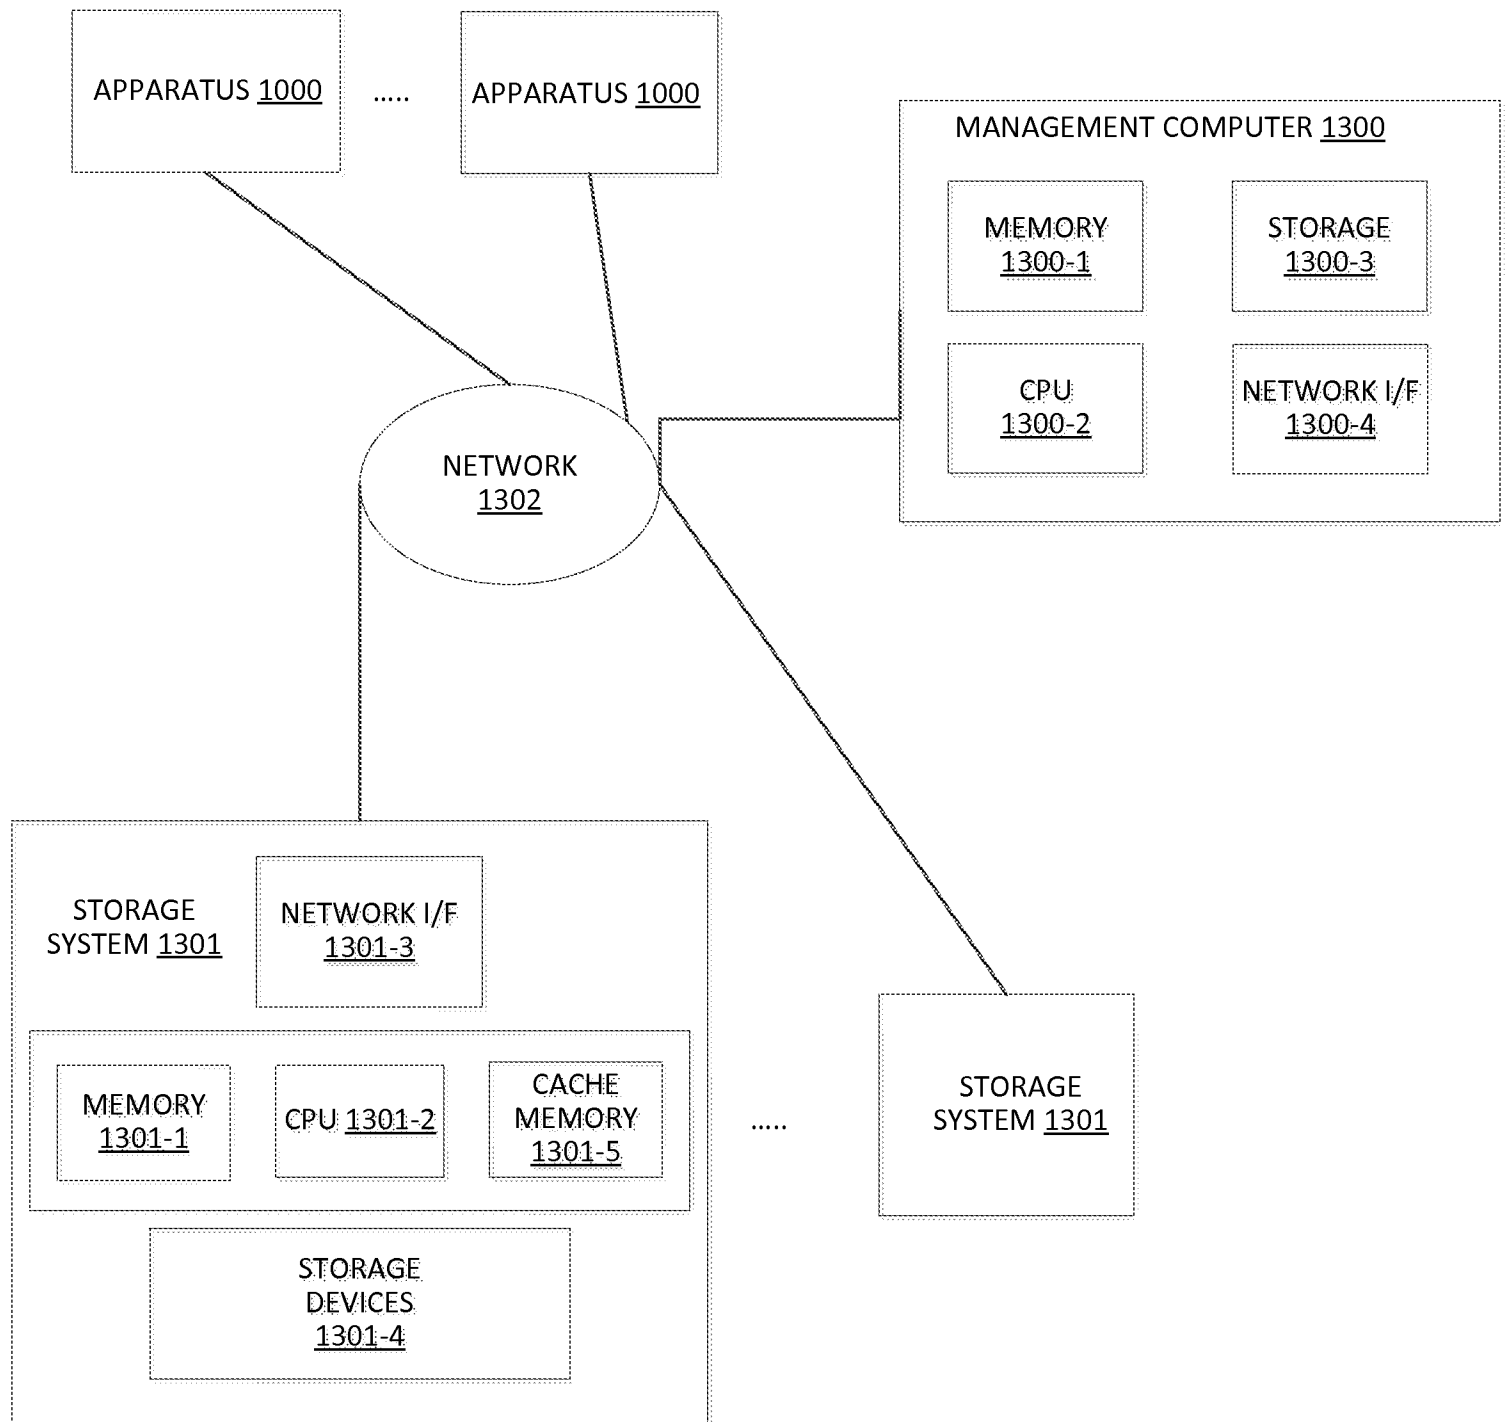 APPARATUS 1000
.....
APPARATUS 1000
MANAGEMENT COMPUTER 1300
MEMORY
1300-1
STORAGE
1300-3
CPU
1300-2
NETWORK I/F
1300-4
NETWORK
1302
STORAGE
SYSTEM 1301
NETWORK I/F
1301-3
MEMORY
1301-1
CPU 1301-2
CACHE
MEMORY
1301-5
.....
STORAGE
SYSTEM 1301
STORAGE
DEVICES
1301-4